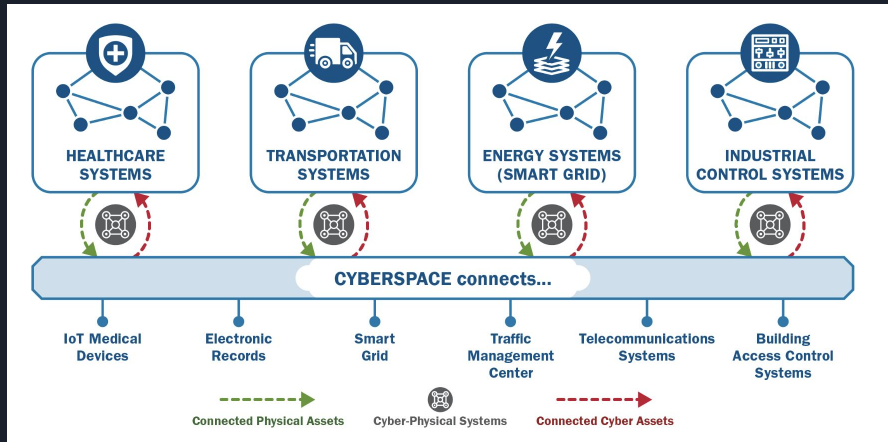 HEALTHCARE
SYSTEMS
TRANSPORTATION
SYSTEMS
ENERGY SYSTEMS
(SMART GRID)
INDUSTRIAL
CONTROL SYSTEMS
CYBERSPACE connects...
IoT Medical
Devices
Electronic
Records
Smart
Grid
Traffic
Management
Center
Telecommunications
Systems
Building
Access Control
Systems
Connected Physical Assets
Cyber-Physical Systems
Connected Cyber Assets